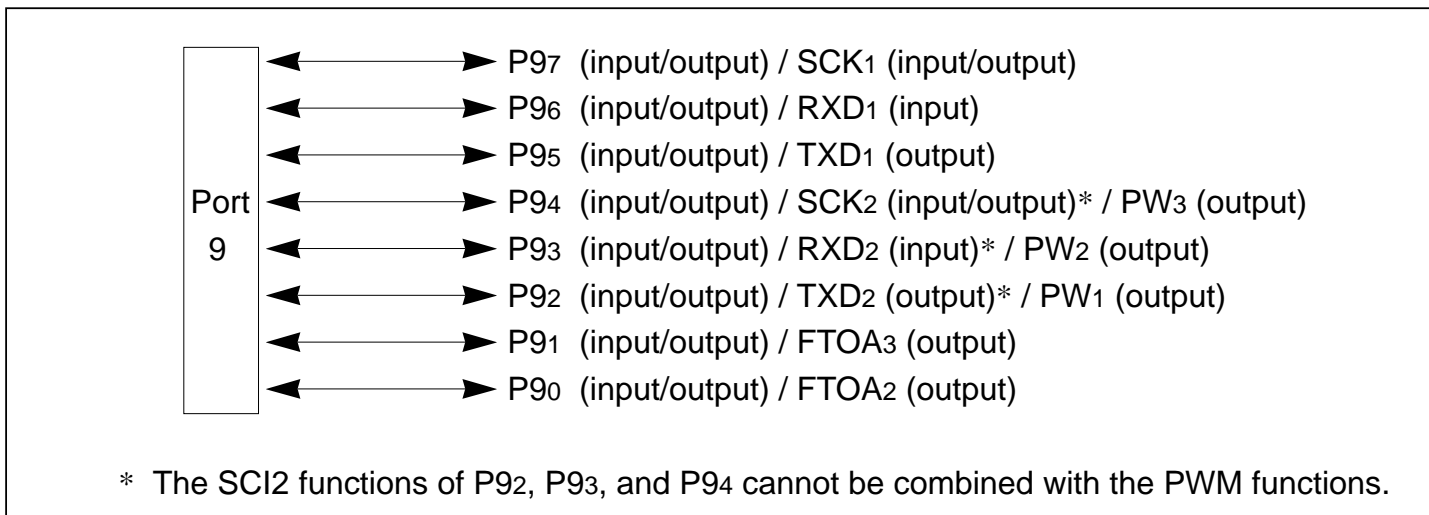 P97 (input/output) / SCK1 (input/output)
P96 (input/output) / RXD1 (input)
P95 (input/output) / TXD1 (output)
Port 9
P94 (input/output) / SCK2 (input/output)* / PW3 (output)
P93 (input/output) / RXD2 (input)* / PW2 (output)
P92 (input/output) / TXD2 (output)* / PW1 (output)
P91 (input/output) / FTOA3 (output)
P90 (input/output) / FTOA2 (output)
* The SCI2 functions of P92, P93, and P94 cannot be combined with the PWM functions.